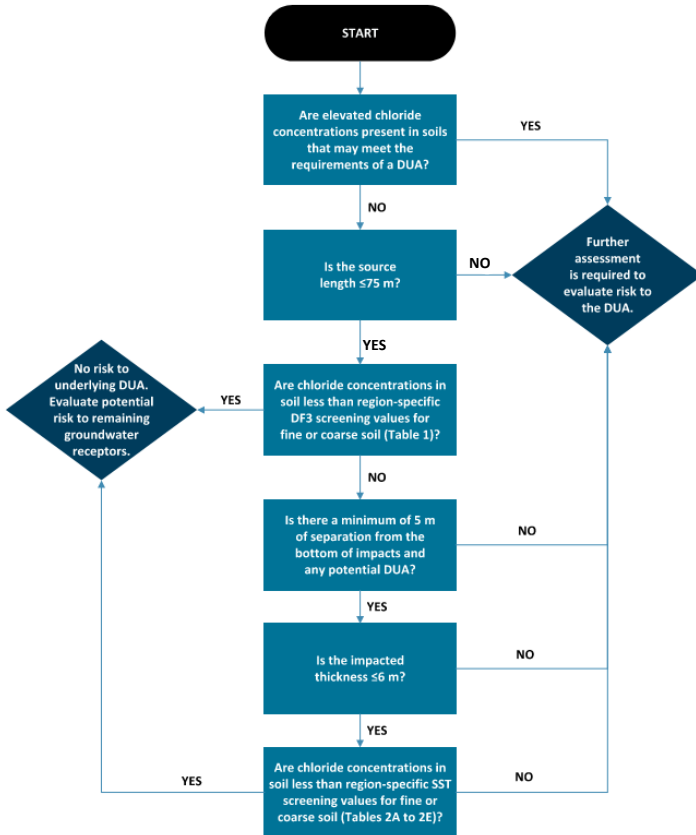 START
Are elevated chloride
concentrations present in soils
that may meet the
requirements of a DUA?
YES
NO
Is the source
length ≤75 m?
NO
Further
assessment
is required to
evaluate risk to
the DUA.
YES
Are chloride concentrations in
soil less than region-specific
DF3 screening values for
fine or coarse soil (Table 1)?
YES
No risk to
underlying DUA.
Evaluate potential
risk to remaining
groundwater
receptors.
NO
Is there a minimum of 5 m
of separation from the
bottom of impacts and
any potential DUA?
NO
YES
Is the impacted
thickness ≤6 m?
NO
YES
Are chloride concentrations in
soil less than region-specific SST
screening values for fine or
coarse soil (Tables 2A to 2E)?
YES
NO